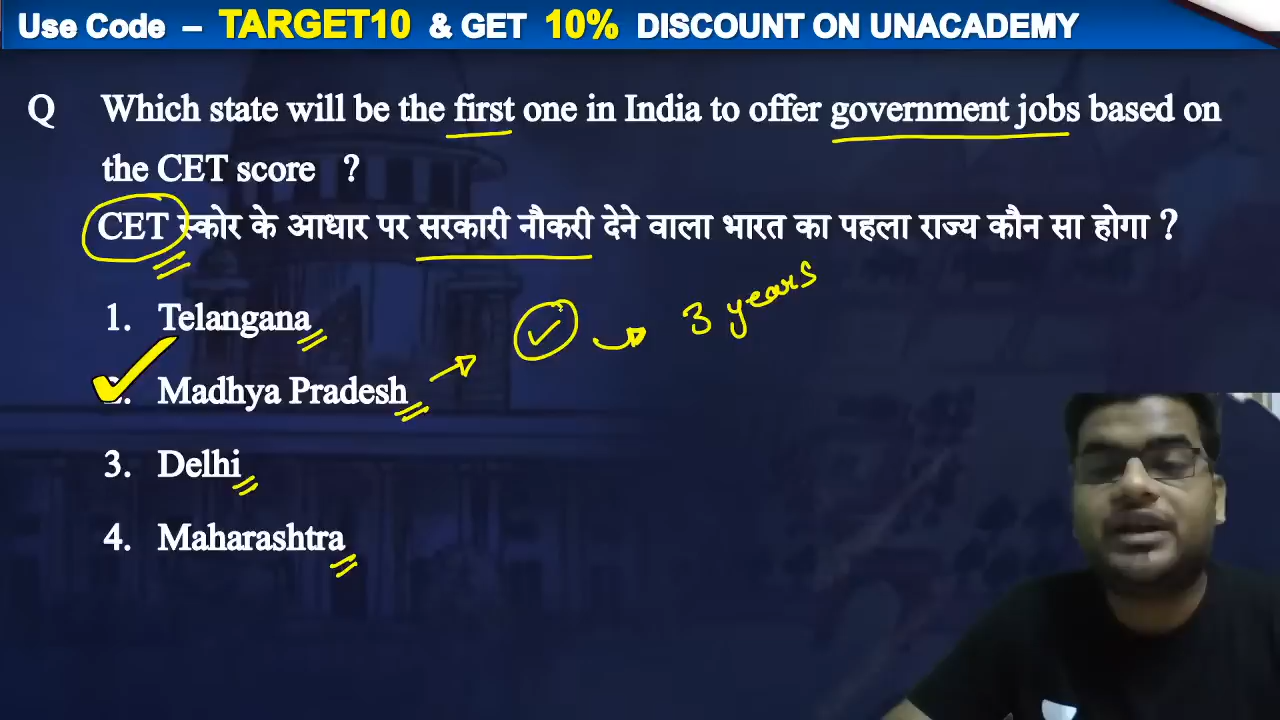 Use Code – TARGET10 & GET 10% DISCOUNT ON UNACADEMY
Q Which state will be the first one in India to offer government jobs based on
the CET score ?
CET स्कोर के आधार पर सरकारी नौकरी देने वाला भारत का पहला राज्य कौन सा होगा ?
1. Telangana
3 years
2. Madhya Pradesh
3. Delhi
4. Maharashtra